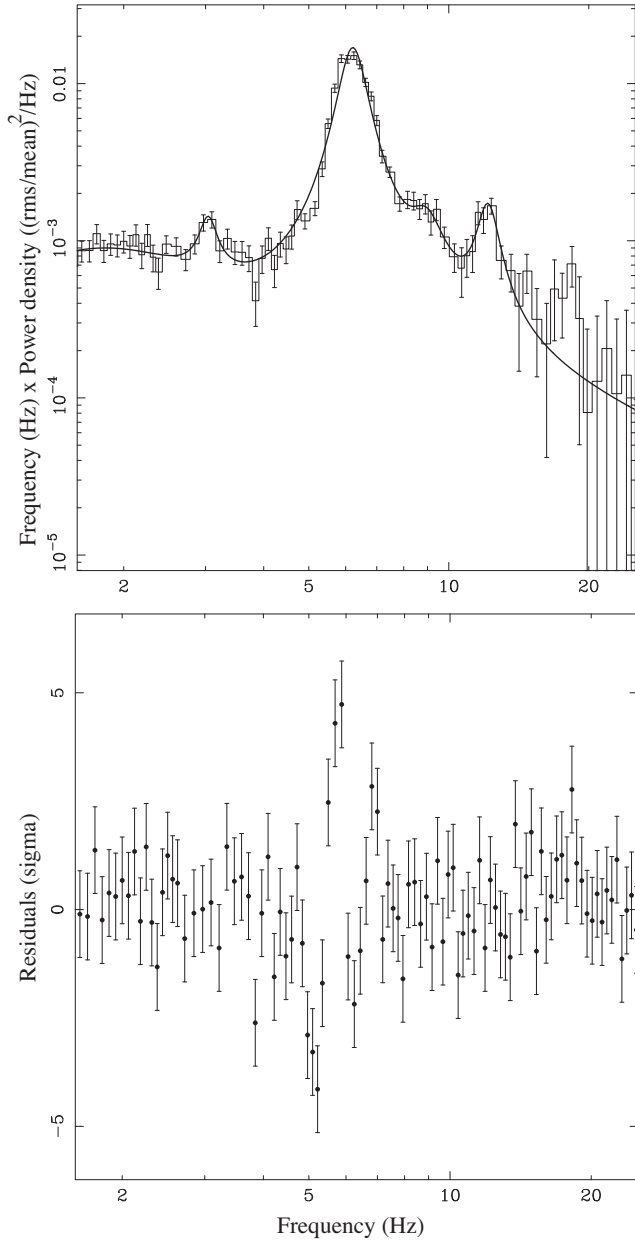 Frequency (Hz) x Power density ((rms/mean)²/Hz)
0.01
10⁻³
10⁻⁴
10⁻⁵
2 5 10 20
Residuals (sigma)
5
0
-5
2 5 10 20
Frequency (Hz)